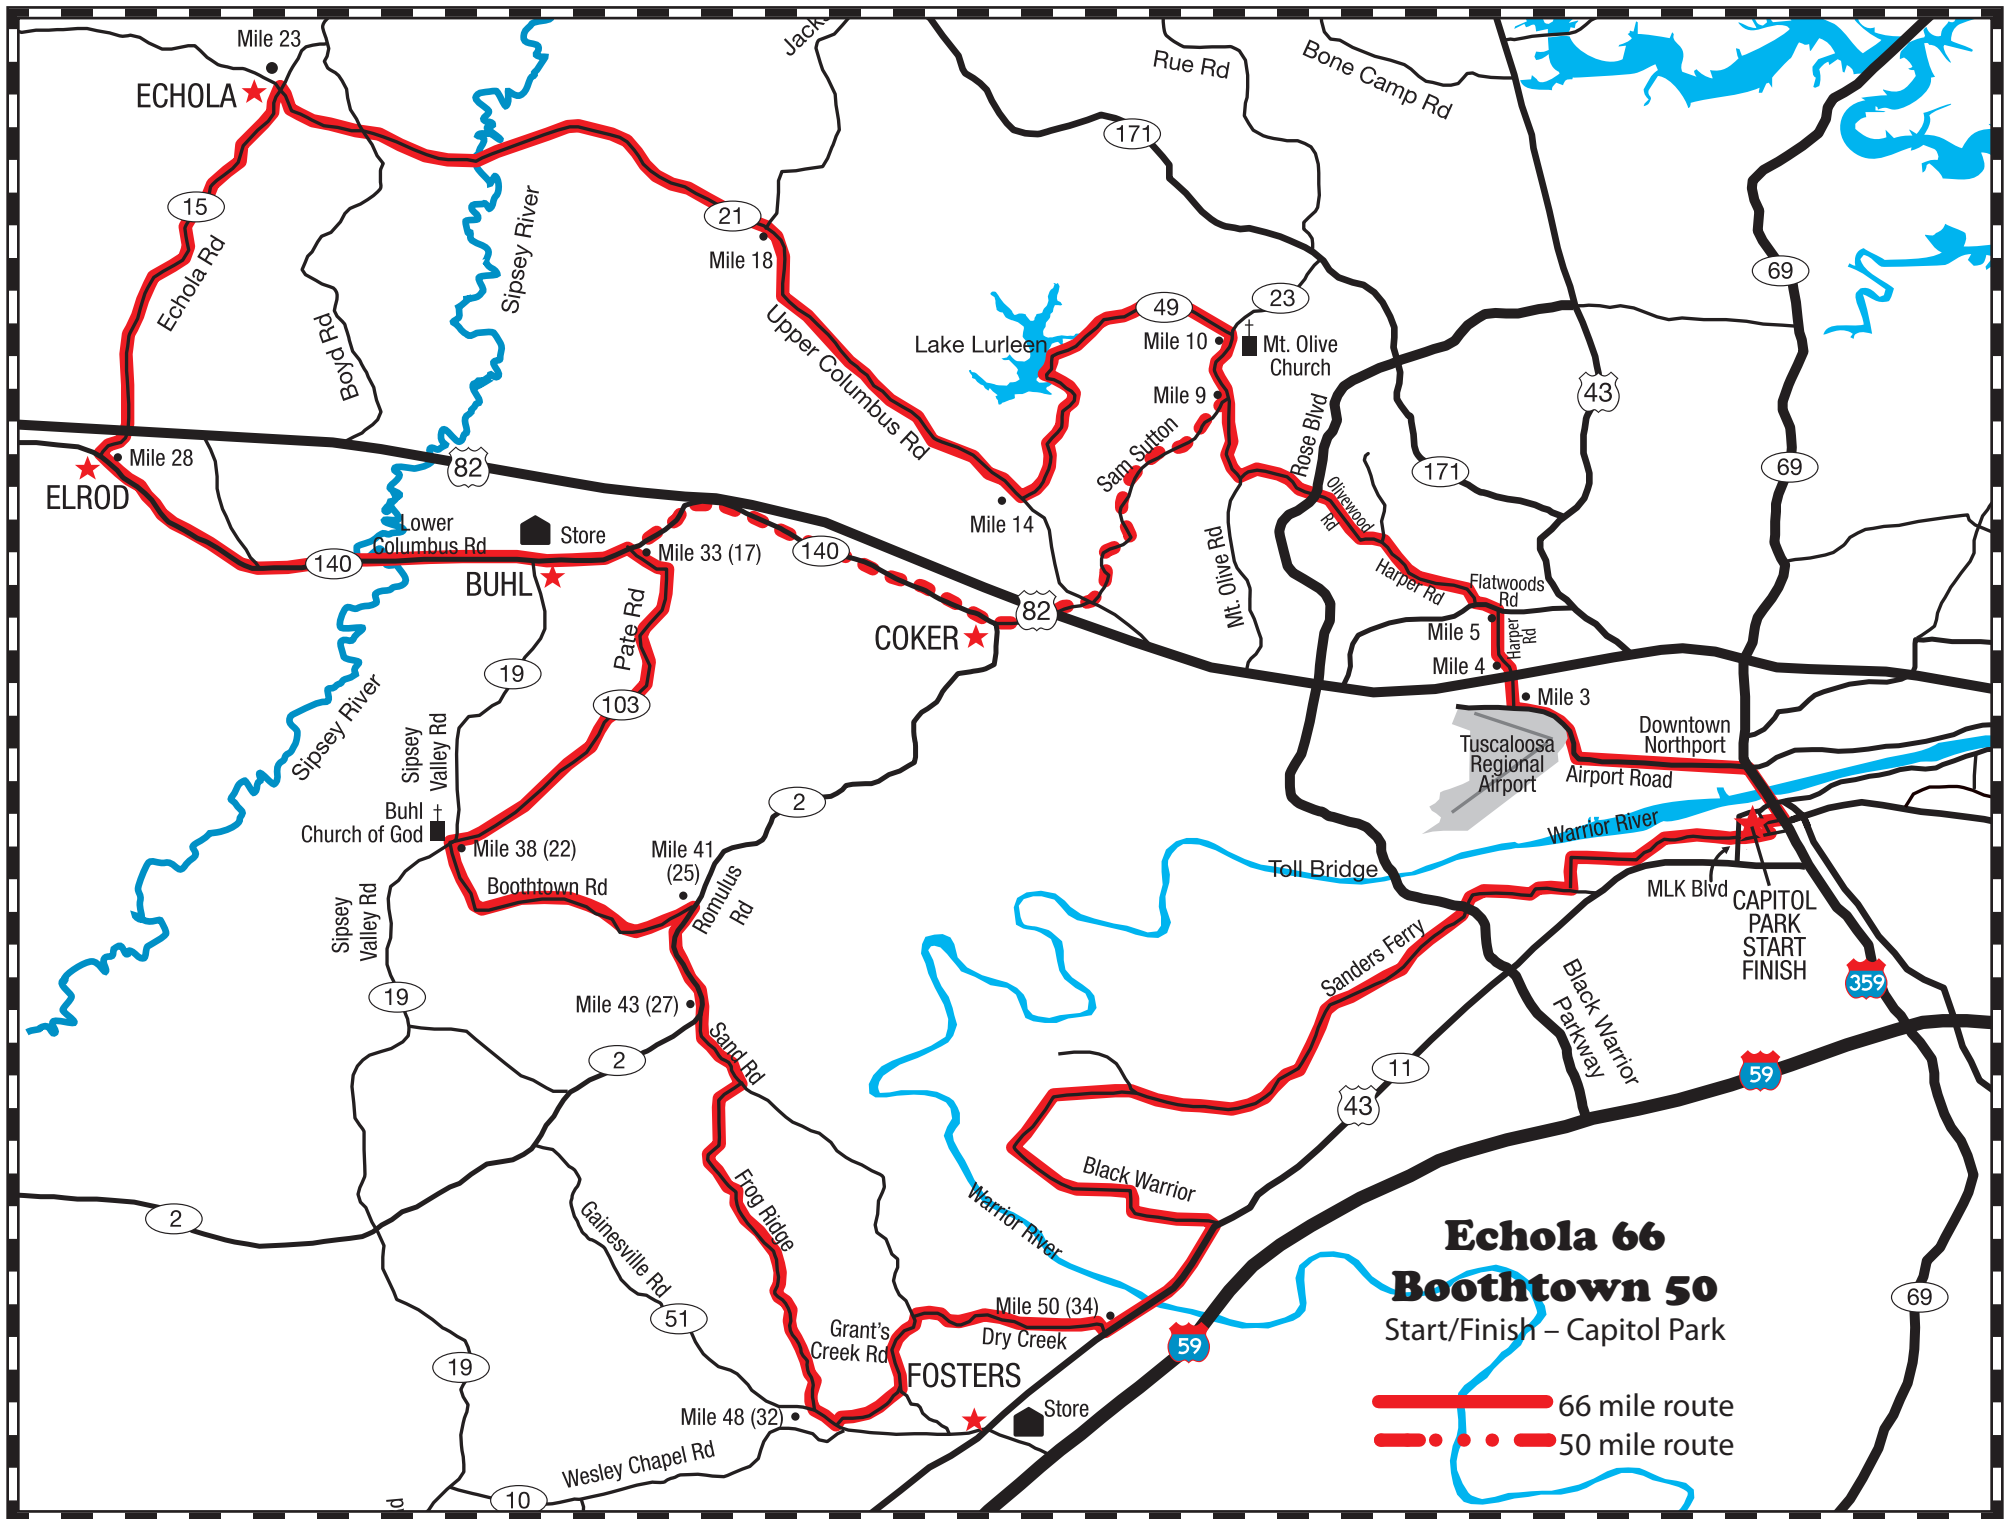 Mile 23
ECHOLA
15
Echola Rd
Boyd Rd
Sipsey River
Rue Rd
Bone Camp Rd
171
21
Mile 18
Upper Columbus Rd
Lake Lurleen
49
23
Mile 10
Mt. Olive
Church
Mile 9
Sam Sutton
Rose Blvd
69
43
171
69
Mile 28
ELROD
82
Lower
Columbus Rd
140
Store
BUHL
Mile 33 (17)
140
Mile 14
82
COKER
Mt. Olive Rd
Olivewood
Rd
Harper Rd
Flatwoods
Rd
Mile 5
Harper
Rd
Mile 4
Mile 3
Tuscaloosa
Regional
Airport
Downtown
Northport
Airport Road
Pate Rd
103
19
Sipsey River
Sipsey
Valley Rd
Buhl
Church of God
Mile 38 (22)
Boothtown Rd
Mile 41
(25)
2
Romulus
Rd
Toll Bridge
Warrior River
MLK Blvd
CAPITOL
PARK
START
FINISH
359
Sipsey
Valley Rd
19
Mile 43 (27)
Sand Rd
2
Sanders Ferry
Black Warrior
Parkway
11
43
59
Black Warrior
Warrior River
2
Gainesville Rd
51
Frog Ridge
Grant's
Creek Rd
Mile 50 (34)
Dry Creek
FOSTERS
Store
59
69
19
Mile 48 (32)
Wesley Chapel Rd
10
Echola 66
Boothtown 50
Start/Finish – Capitol Park
66 mile route
50 mile route